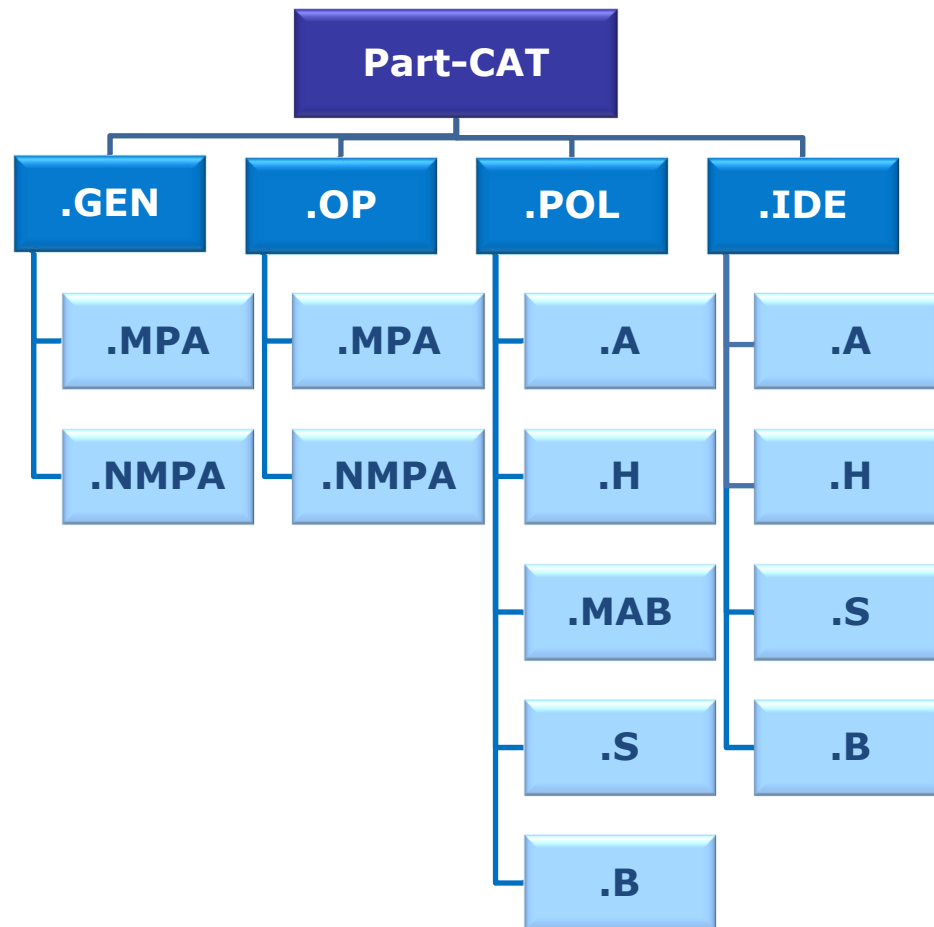 Part-CAT
.GEN
.OP
.POL
.IDE
.MPA
.MPA
.A
.A
.NMPA
.NMPA
.H
.H
.MAB
.S
.S
.B
.B